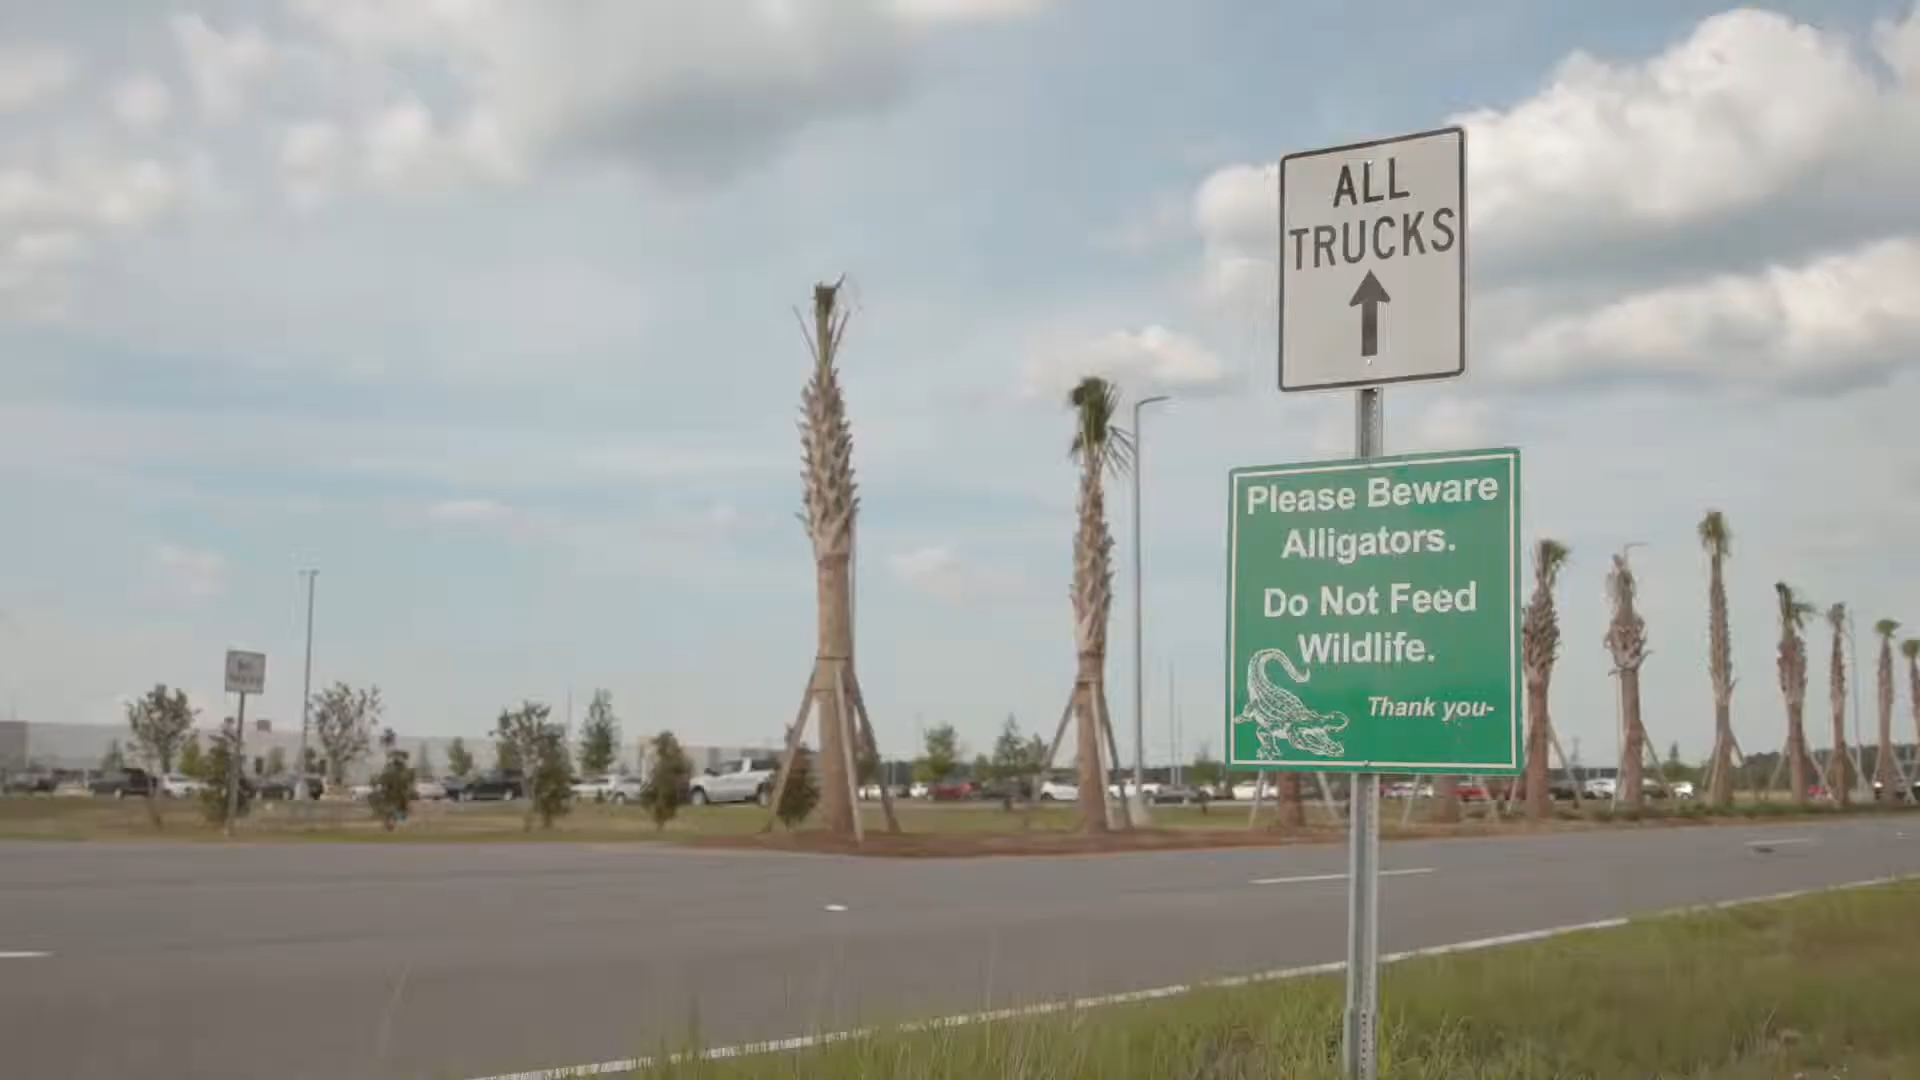 ALL
TRUCKS
Please Beware
Alligators.
Do Not Feed
Wildlife.
Thank you-